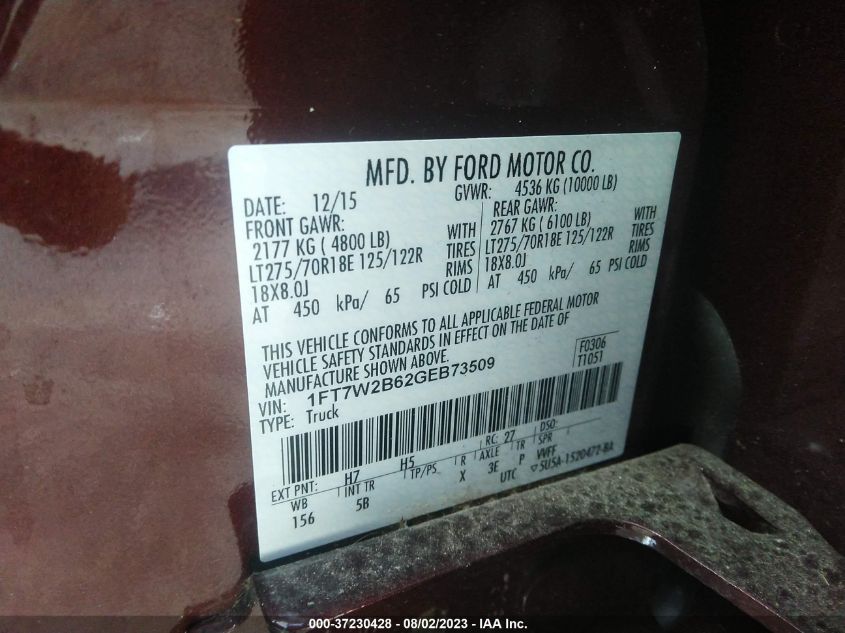 MFD. BY FORD MOTOR CO.
DATE: 12/15 GVWR: 4536 KG (10000 LB)
FRONT GAWR: REAR GAWR:
2177 KG ( 4800 LB) WITH 2767 KG ( 6100 LB) WITH
LT275/70R18E 125/122R TIRES LT275/70R18E 125/122R TIRES
18X8.0J RIMS 18X8.0J RIMS
AT 450 kPa/ 65 PSI COLD AT 450 kPa/ 65 PSI COLD
THIS VEHICLE CONFORMS TO ALL APPLICABLE FEDERAL MOTOR
VEHICLE SAFETY STANDARDS IN EFFECT ON THE DATE OF
MANUFACTURE SHOWN ABOVE.
F0306
VIN: 1FT7W2B62GEB73509 T1051
TYPE: Truck
EXT PNT: H7 H5 RC: 27 DSO:
WB INT TR TP/PS R AXLE TR SPR
156 5B X 3E P VVFF
UTC 5U5A-1520472-BA
000-37230428 - 08/02/2023 - IAA Inc.